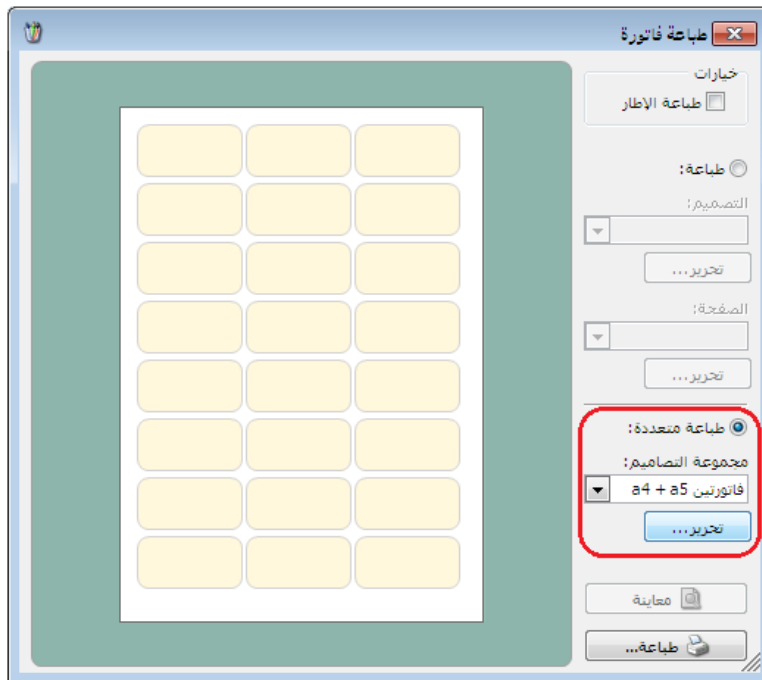 طباعة فاتورة
خيارات
طباعة الإطار
طباعة:
التصميم:
تحرير...
الصفحة:
تحرير...
طباعة متعددة:
مجموعة التصاميم:
فاتورتين a4 + a5
تحرير...
معاينة
طباعة...